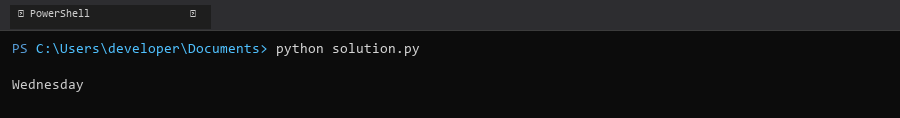 PowerShell
PS C:\Users\developer\Documents> python solution.py
Wednesday